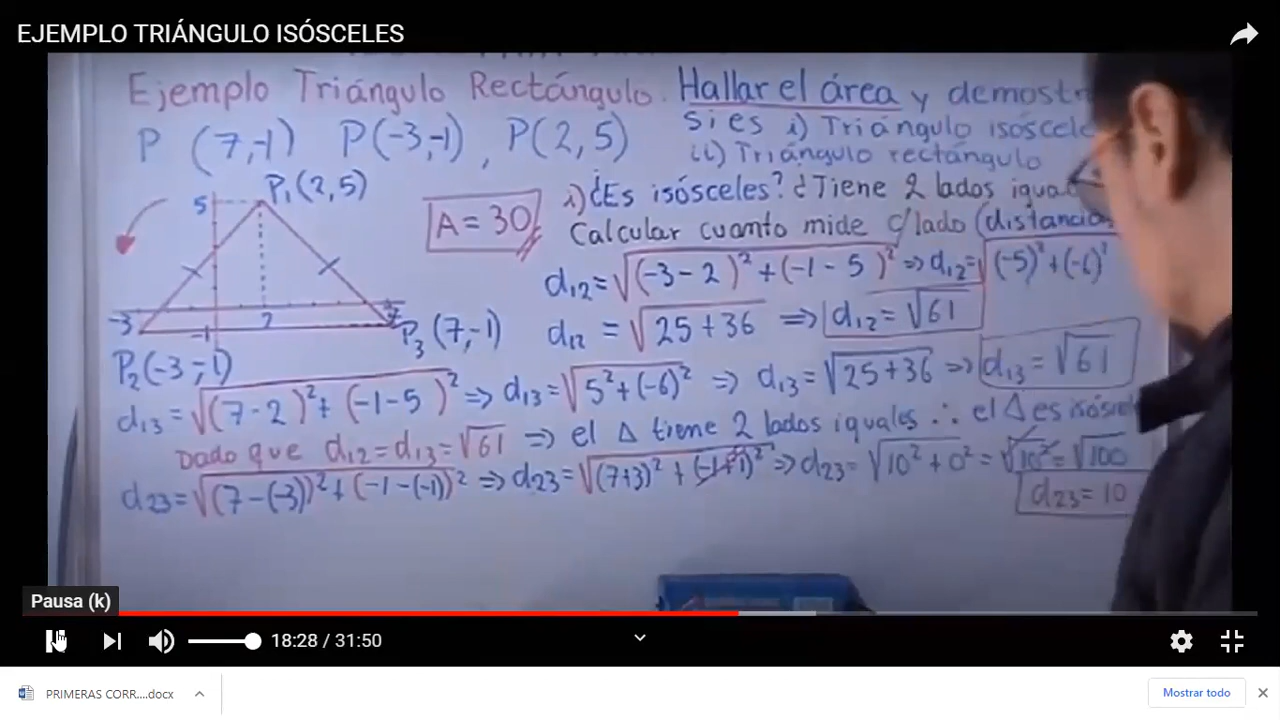 EJEMPLO TRIÁNGULO ISÓSCELES
Ejemplo Triángulo Rectángulo. Hallar el área y demostr
P (7,-1) P(-3,-1), P(2,5)
si es i) Triángulo isóscele
ii) Triángulo rectángulo
P₁(2,5)
5
A = 30
i) ¿Es isósceles? ¿Tiene 2 lados igua
Calcular cuanto mide c/lado (distancia
d₁₂=√(-3-2)²+(-1-5)² ⇒ d₁₂=√(-5)²+(-6)²
-3 2 7
-1
P₃(7,-1)
d₁₂ = √25+36 ⇒ d₁₂=√61
P₂(-3,-1)
d₁₃=√(7-2)²+(-1-5)² ⇒ d₁₃=√5²+(-6)² ⇒ d₁₃=√25+36 ⇒ d₁₃=√61
Dado que d₁₂=d₁₃=√61 ⇒ el Δ tiene 2 lados iguales ∴ el Δ es isóscel
d₂₃=√(7-(-3))²+(-1-(-1))² ⇒ d₂₃=√(7+3)²+(-1+1)² ⇒ d₂₃=√10²+0² = √10² = √100
d₂₃=10
Pausa (k)
18:28 / 31:50
PRIMERAS CORR....docx
Mostrar todo